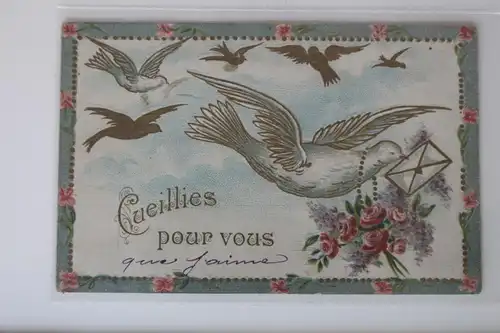 Cueillies
pour vous
que j'aime